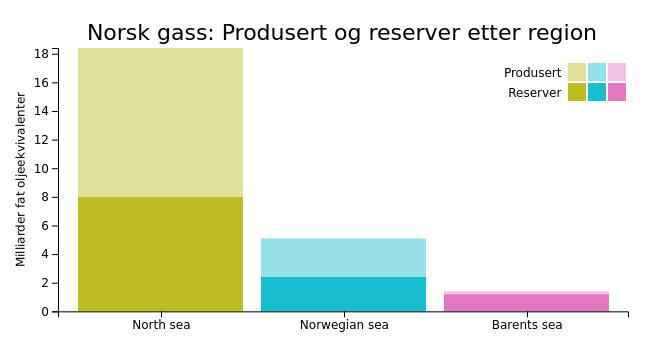 Norsk gass: Produsert og reserver etter region
Produsert
Reserver
Milliarder fat oljeekvivalenter
18
16
14
12
10
8
6
4
2
0
North sea
Norwegian sea
Barents sea